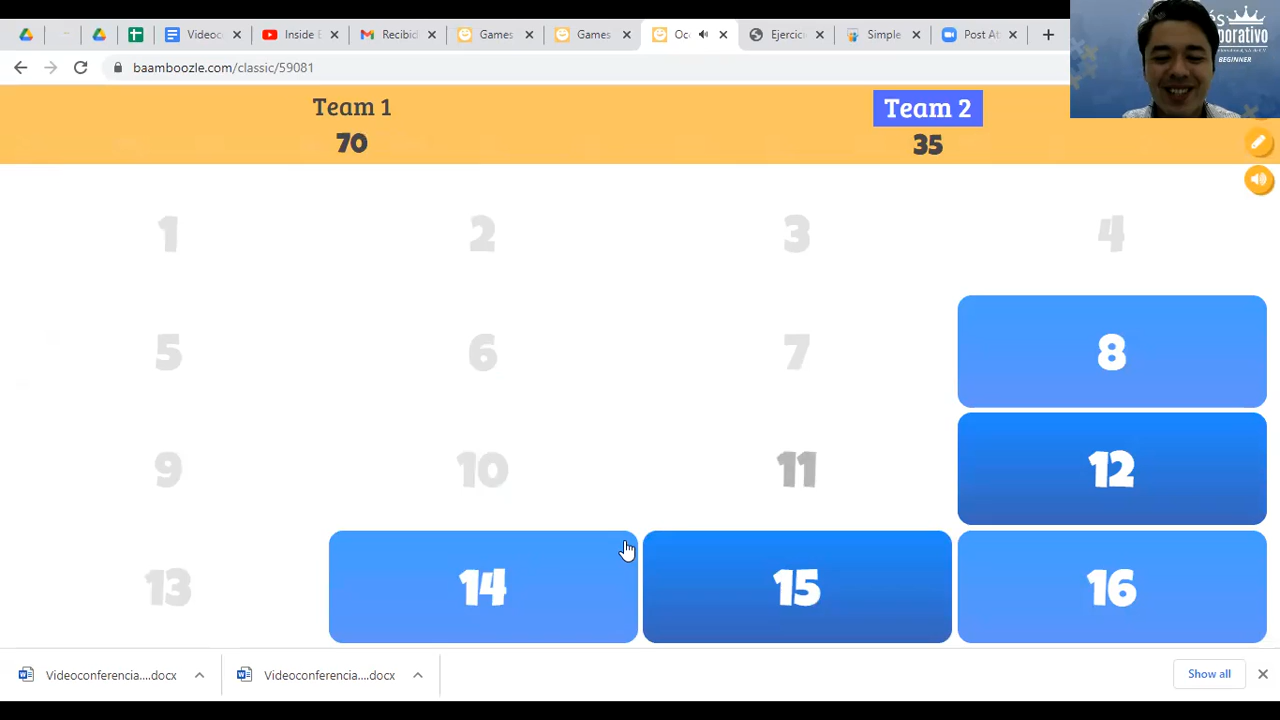 Videoc
Inside E
Recibid
Games
Games
Oc
Ejercic
Simple
Post At
baamboozle.com/classic/59081
porativo
BEGINNER
Team 1
Team 2
70
35
1
2
3
4
5
6
7
8
9
10
11
12
13
14
15
16
Videoconferencia....docx
Videoconferencia....docx
Show all